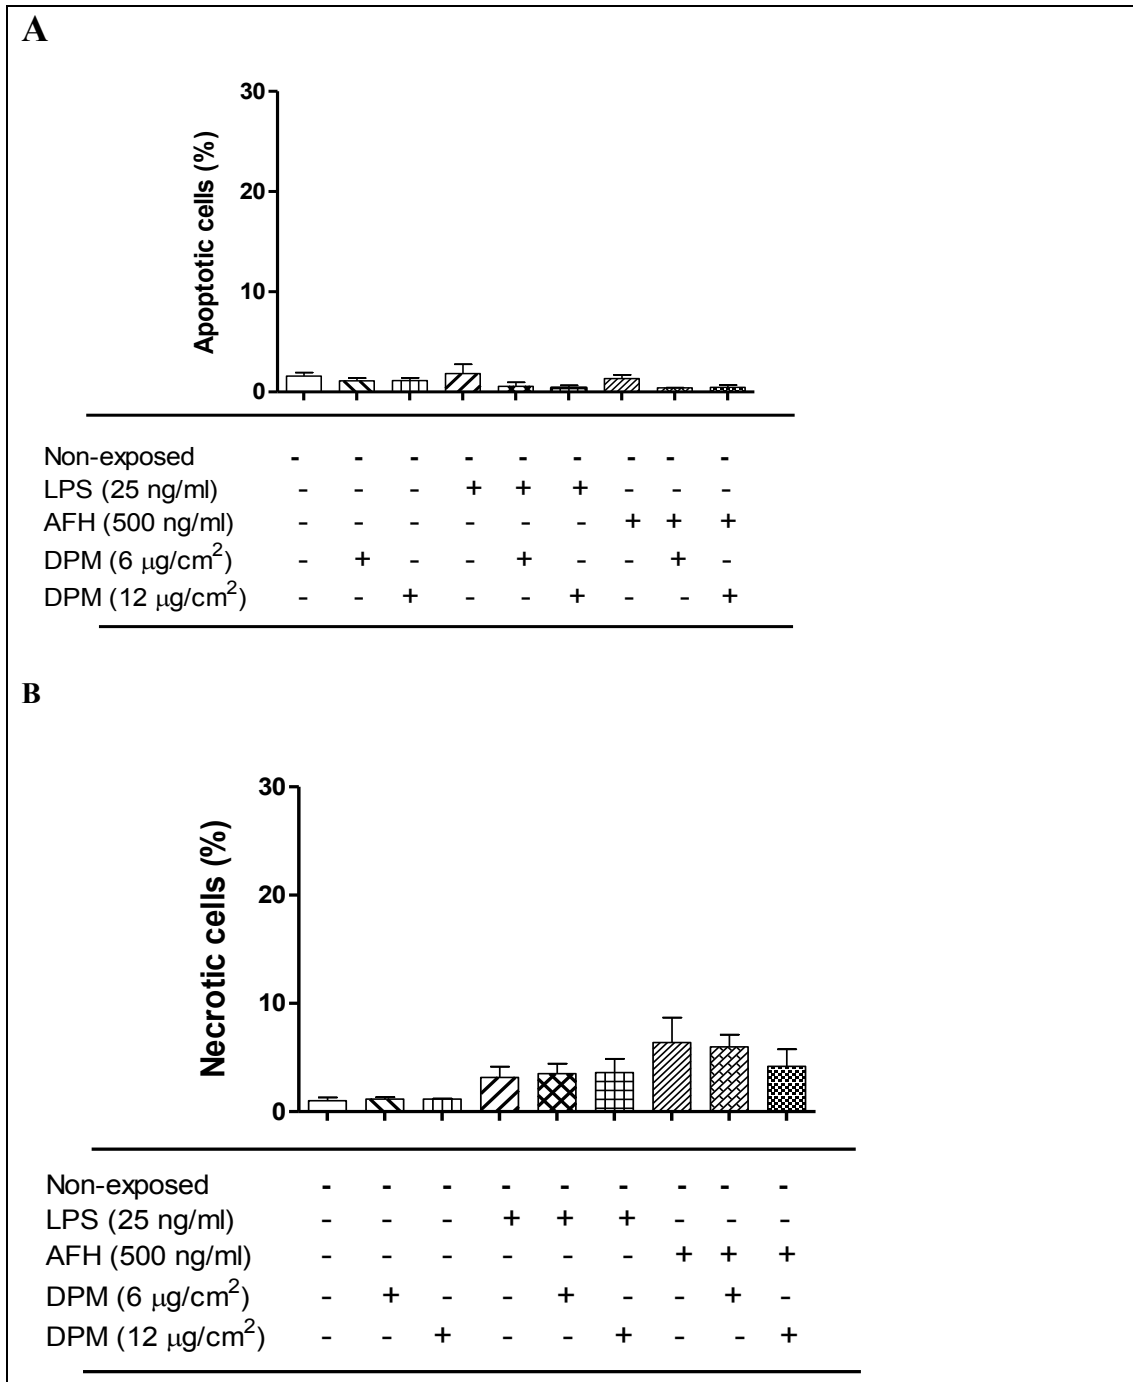 A
30
20
10
0
Apoptotic cells (%)
Non-exposed - - - - - - - - -
LPS (25 ng/ml) - - - + + + - - -
AFH (500 ng/ml) - - - - - - + + +
DPM (6 μg/cm²) - + - - + - - + -
DPM (12 μg/cm²) - - + - - + - - +
B
30
20
10
0
Necrotic cells (%)
Non-exposed - - - - - - - - -
LPS (25 ng/ml) - - - + + + - - -
AFH (500 ng/ml) - - - - - - + + +
DPM (6 μg/cm²) - + - - + - - + -
DPM (12 μg/cm²) - - + - - + - - +